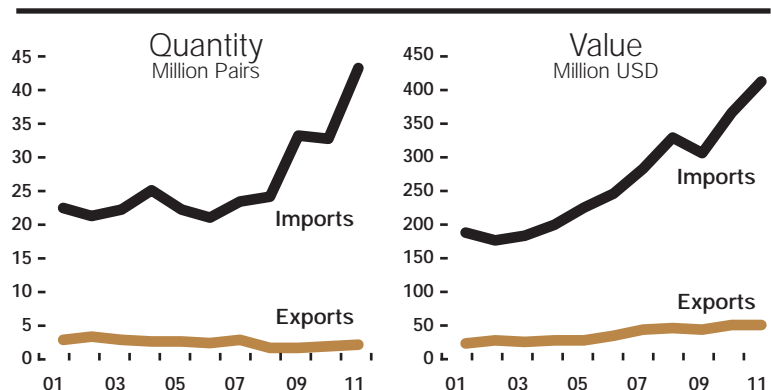 Quantity
Million Pairs
45
40
35
30
25
20
15
10
5
0
Imports
Exports
01 03 05 07 09 11
Value
Million USD
450
400
350
300
250
200
150
100
50
0
Imports
Exports
01 03 05 07 09 11